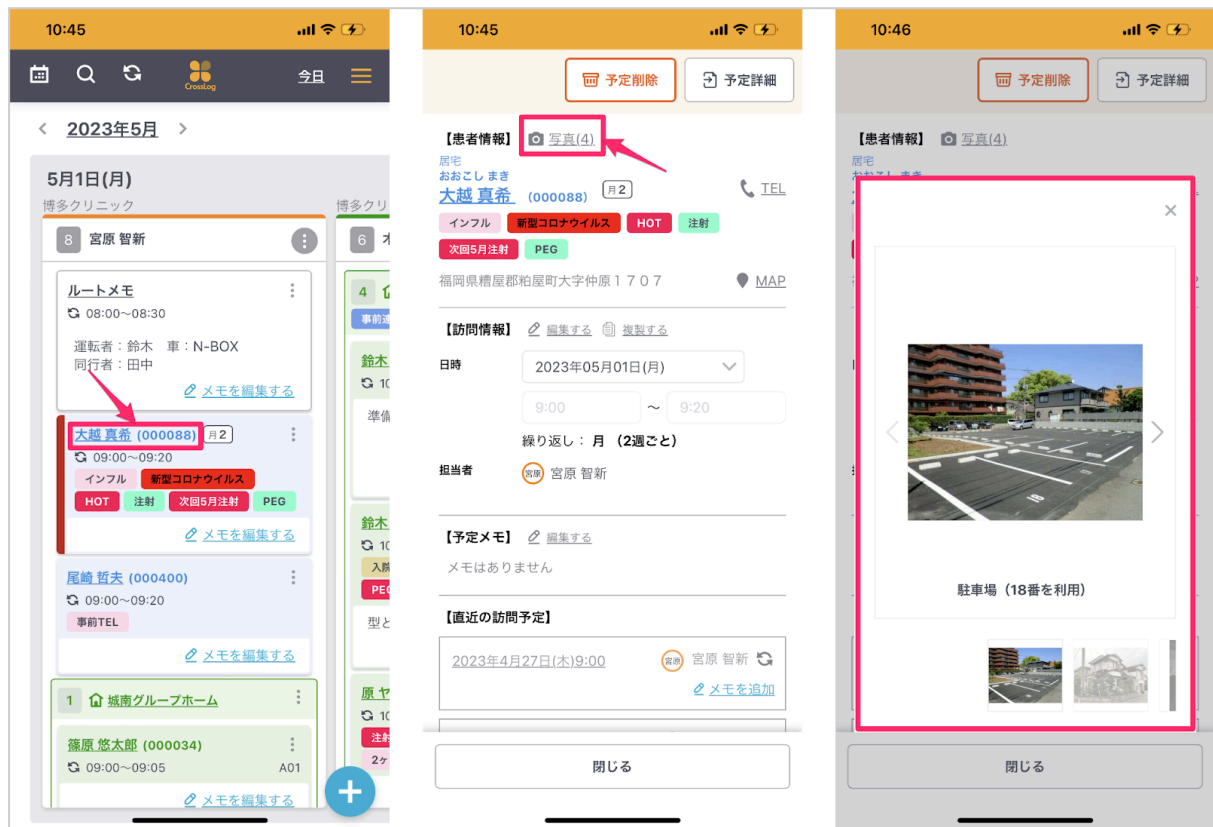 10:45
CrossLog
今日
2023年5月
5月1日(月)
博多クリニック
8 宮原 智新
ルートメモ
08:00〜08:30
運転者：鈴木 車：N-BOX
同行者：田中
メモを編集する
大越 真希 (000088) 月2
09:00〜09:20
インフル 新型コロナウイルス
HOT 注射 次回5月注射 PEG
メモを編集する
尾崎 哲夫 (000400)
09:00〜09:20
事前TEL
メモを編集する
1 城南グループホーム
篠原 悠太郎 (000034)
09:00〜09:05 A01
メモを編集する
博多クリ
6
4
鈴木
鈴木
原
10:45
予定削除 予定詳細
【患者情報】 写真(4)
居宅
おおこし まき
大越 真希 (000088) 月2 TEL
インフル 新型コロナウイルス HOT 注射
次回5月注射 PEG
福岡県糟屋郡粕屋町大字仲原１７０７ MAP
【訪問情報】 編集する 複製する
日時 2023年05月01日(月)
9:00 〜 9:20
繰り返し： 月 （2週ごと）
担当者 宮原 宮原 智新
【予定メモ】 編集する
メモはありません
【直近の訪問予定】
2023年4月27日(木)9:00 宮原 宮原 智新
メモを追加
閉じる
10:46
予定削除 予定詳細
【患者情報】 写真(4)
居宅
×
18
駐車場（18番を利用）
閉じる